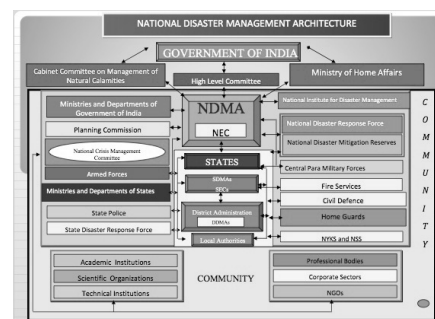 NATIONAL DISASTER MANAGEMENT ARCHITECTURE
GOVERNMENT OF INDIA
Cabinet Committee on Management of
Natural Calamities
High Level Committee
Ministry of Home Affairs
Ministries and Departments of
Government of India
Planning Commission
National Crisis Management
Committee
Armed Forces
Ministries and Departments of States
State Police
State Disaster Response Force
NDMA
NEC
STATES
SDMAs
SECs
District Administration
DDMAs
Local Authorities
National Institute for Disaster Management
National Disaster Response Force
National Disaster Mitigation Reserves
Central Para Military Forces
Fire Services
Civil Defence
Home Guards
NYKS and NSS
C
O
M
M
U
N
I
T
Y
Academic Institutions
Scientific Organizations
Technical Institutions
COMMUNITY
Professional Bodies
Corporate Sectors
NGOs